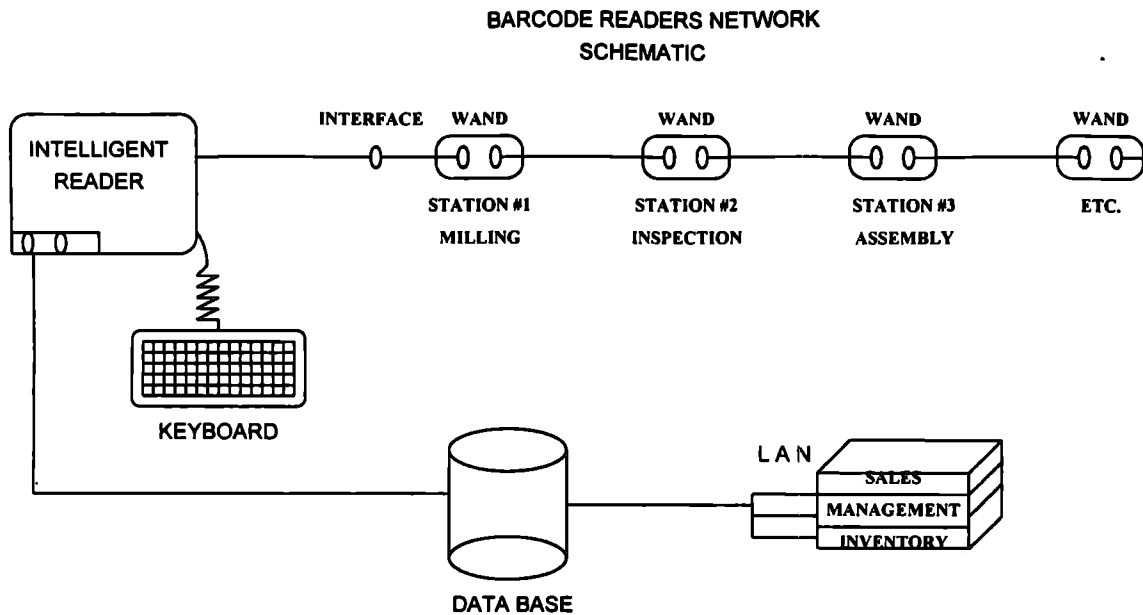 BARCODE READERS NETWORK
SCHEMATIC
INTELLIGENT
READER
INTERFACE
WAND
STATION #1
MILLING
WAND
STATION #2
INSPECTION
WAND
STATION #3
ASSEMBLY
WAND
ETC.
KEYBOARD
DATA BASE
L A N
SALES
MANAGEMENT
INVENTORY